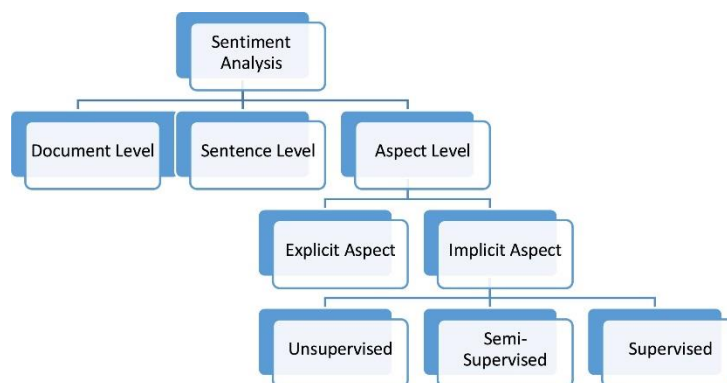 Sentiment
Analysis
Document Level
Sentence Level
Aspect Level
Explicit Aspect
Implicit Aspect
Unsupervised
Semi-
Supervised
Supervised